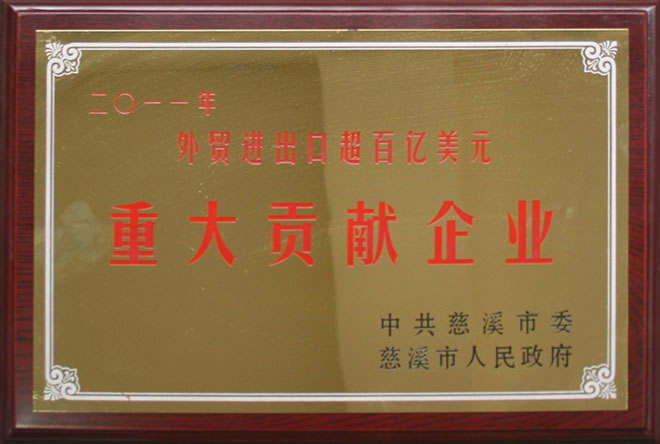 二〇一一年
外贸进出口超百亿美元
重大贡献企业
中共慈溪市委
慈溪市人民政府